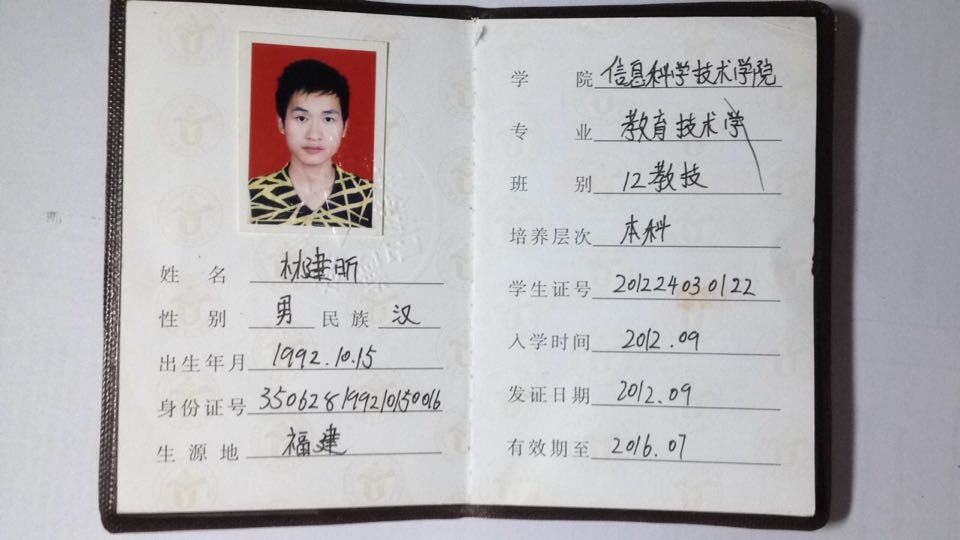 姓名 林建昕
性别 男 民族 汉
出生年月 1992.10.15
身份证号 350628199210150016
生源地 福建
学院 信息科学技术学院
专业 教育技术学
班别 12教技
培养层次 本科
学生证号 201224030122
入学时间 2012.09
发证日期 2012.09
有效期至 2016.07